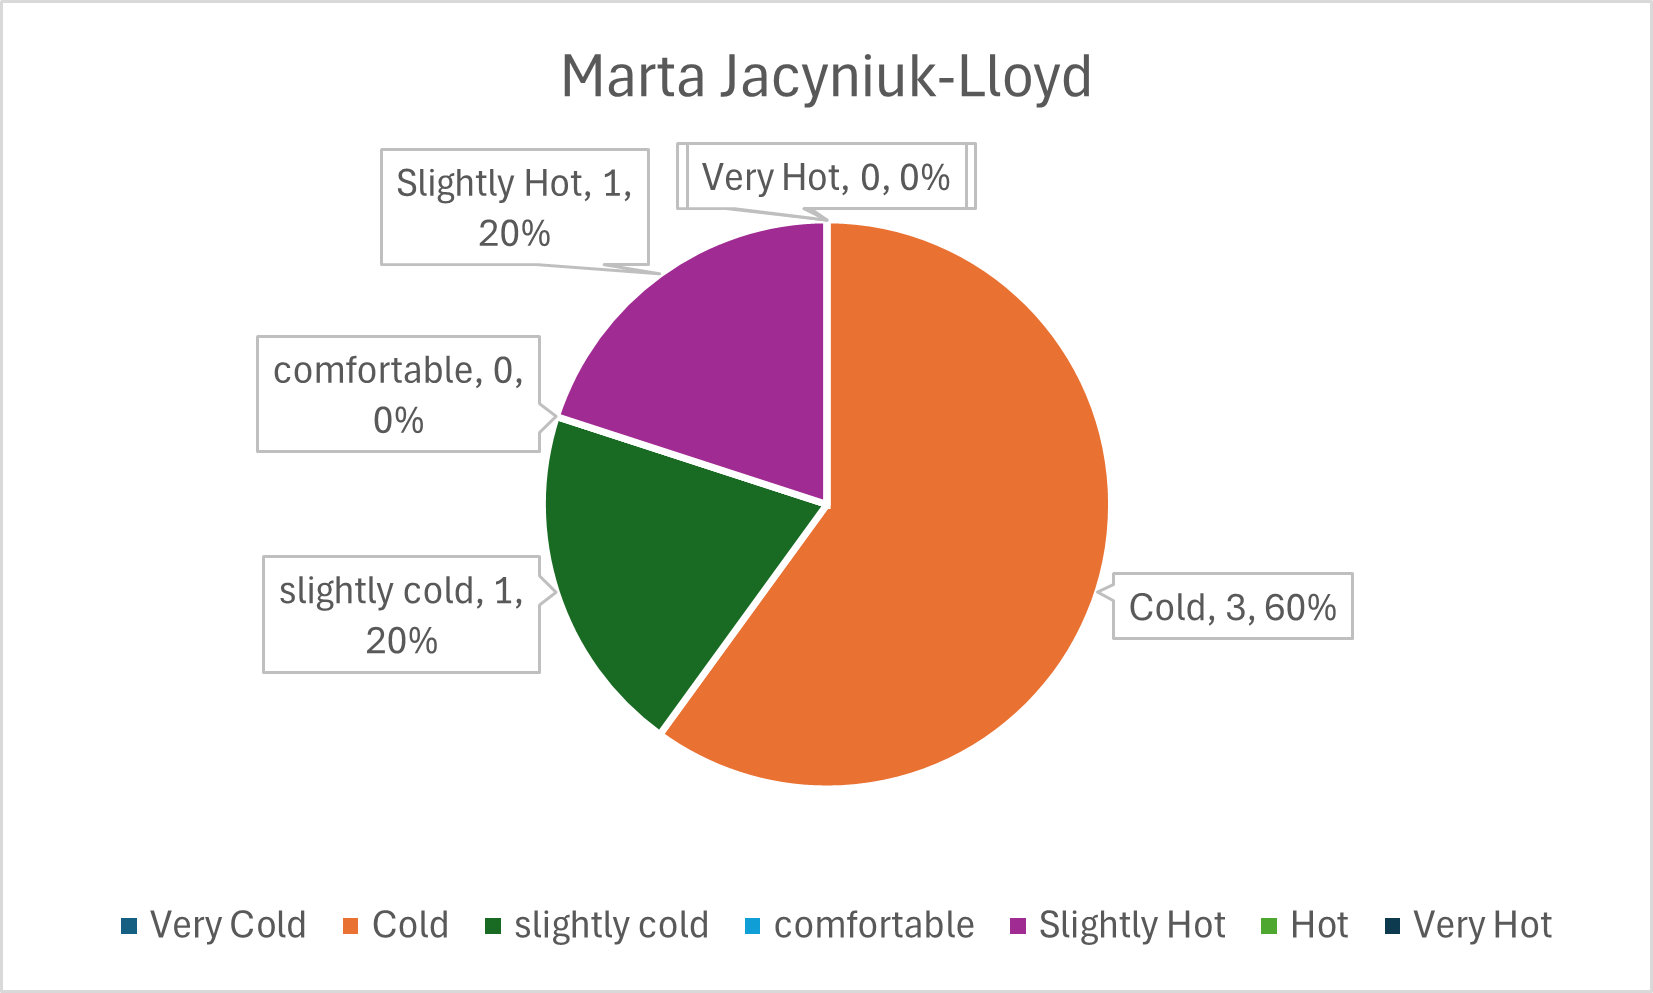 Marta Jacyniuk-Lloyd
Slightly Hot, 1,
20%
Very Hot, 0, 0%
comfortable, 0,
0%
slightly cold, 1,
20%
Cold, 3, 60%
Very Cold Cold slightly cold comfortable Slightly Hot Hot Very Hot